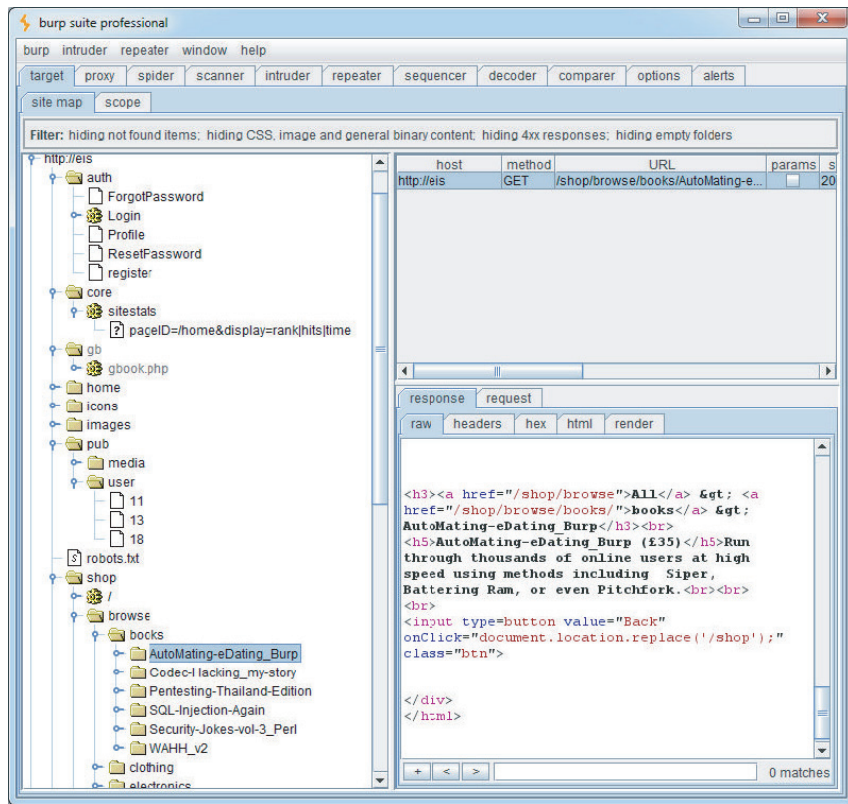 burp suite professional
burp intruder repeater window help
target proxy spider scanner intruder repeater sequencer decoder comparer options alerts
site map scope
Filter: hiding not found items; hiding CSS, image and general binary content; hiding 4xx responses; hiding empty folders
http://eis
auth
ForgotPassword
Login
Profile
ResetPassword
register
core
sitestats
pageID=/home&display=rank|hits|time
gb
gbook.php
home
icons
images
pub
media
user
11
13
18
robots.txt
shop
/
browse
books
AutoMating-eDating_Burp
Codec-Hacking_my-story
Pentesting-Thailand-Edition
SQL-Injection-Again
Security-Jokes-vol-3_Perl
WAHH_v2
clothing
electronics
host method URL params s
http://eis GET /shop/browse/books/AutoMating-e... 20
response request
raw headers hex html render
<h3><a href="/shop/browse">All</a> &gt; <a
href="/shop/browse/books/">books</a> &gt;
AutoMating-eDating_Burp</h3><br>
<h5>AutoMating-eDating_Burp (£35)</h5>Run
through thousands of online users at high
speed using methods including Siper,
Battering Ram, or even Pitchfork.<br><br>
<br>
<input type=button value="Back"
onClick="document.location.replace('/shop');"
class="btn">
</div>
</html>
+ < > 0 matches